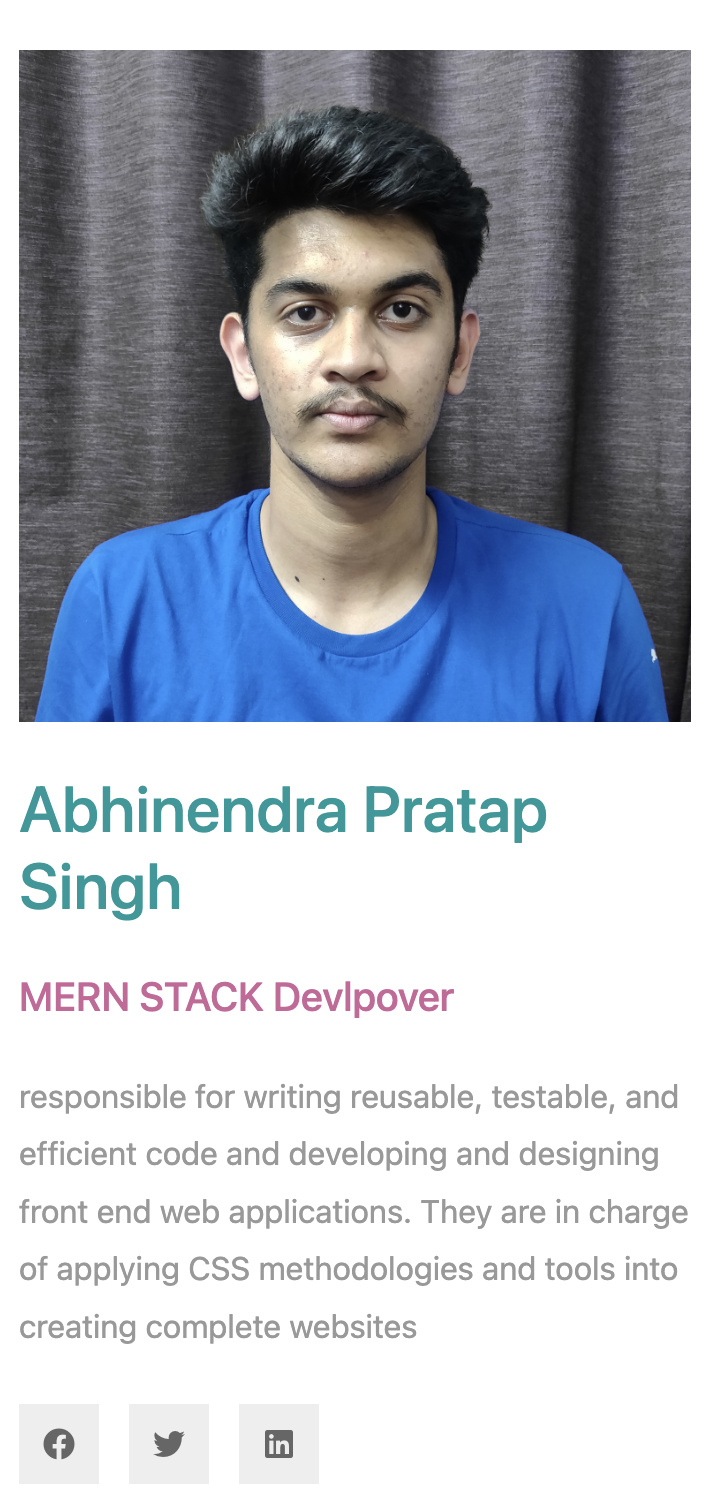 Abhinendra Pratap
Singh
MERN STACK Devlpover
responsible for writing reusable, testable, and
efficient code and developing and designing
front end web applications. They are in charge
of applying CSS methodologies and tools into
creating complete websites